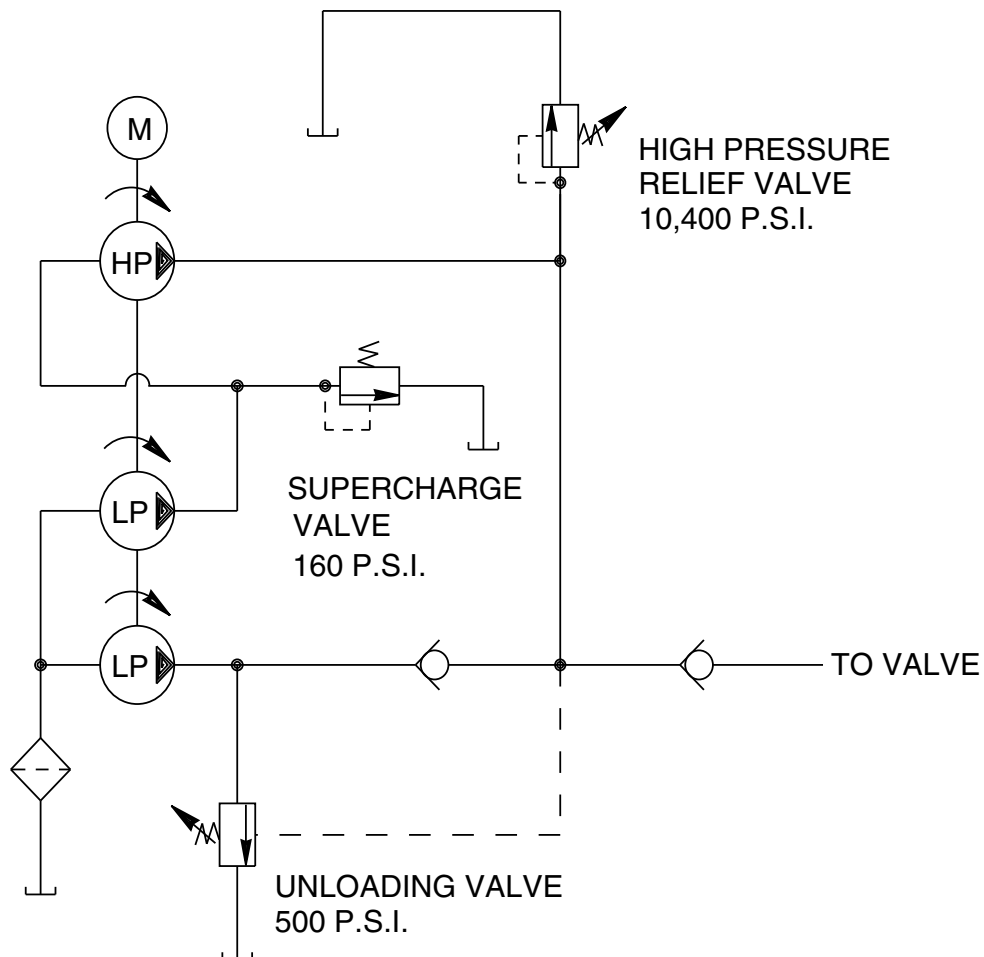 M
HIGH PRESSURE
RELIEF VALVE
10,400 P.S.I.
HP
SUPERCHARGE
VALVE
160 P.S.I.
LP
LP
TO VALVE
UNLOADING VALVE
500 P.S.I.